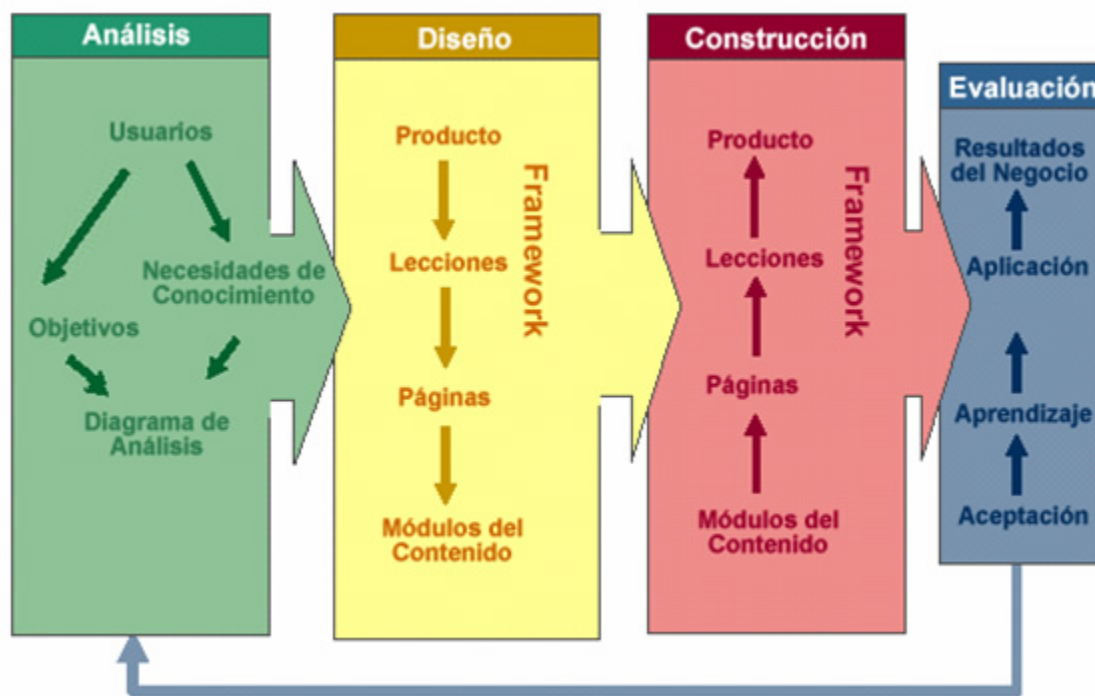 Análisis
Usuarios
Necesidades de
Conocimiento
Objetivos
Diagrama de
Análisis
Diseño
Producto
Lecciones
Páginas
Módulos del
Contenido
Framework
Construcción
Producto
Lecciones
Páginas
Módulos del
Contenido
Framework
Evaluación
Resultados
del Negocio
Aplicación
Aprendizaje
Aceptación